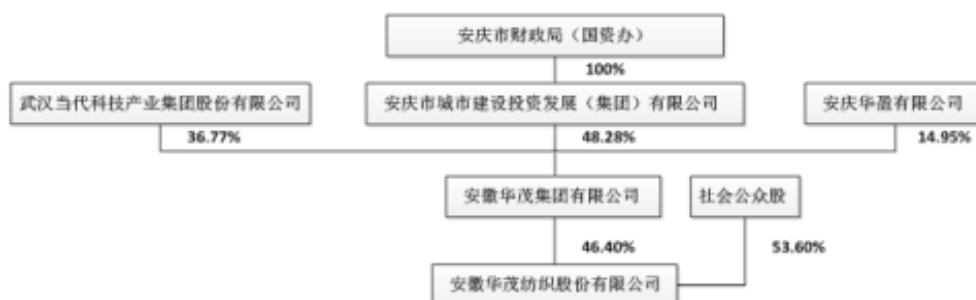 安庆市财政局（国资办）
100%
武汉当代科技产业集团股份有限公司
安庆市城市建设投资发展（集团）有限公司
安庆华盈有限公司
36.77%
48.28%
14.95%
安徽华茂集团有限公司
社会公众股
46.40%
53.60%
安徽华茂纺织股份有限公司